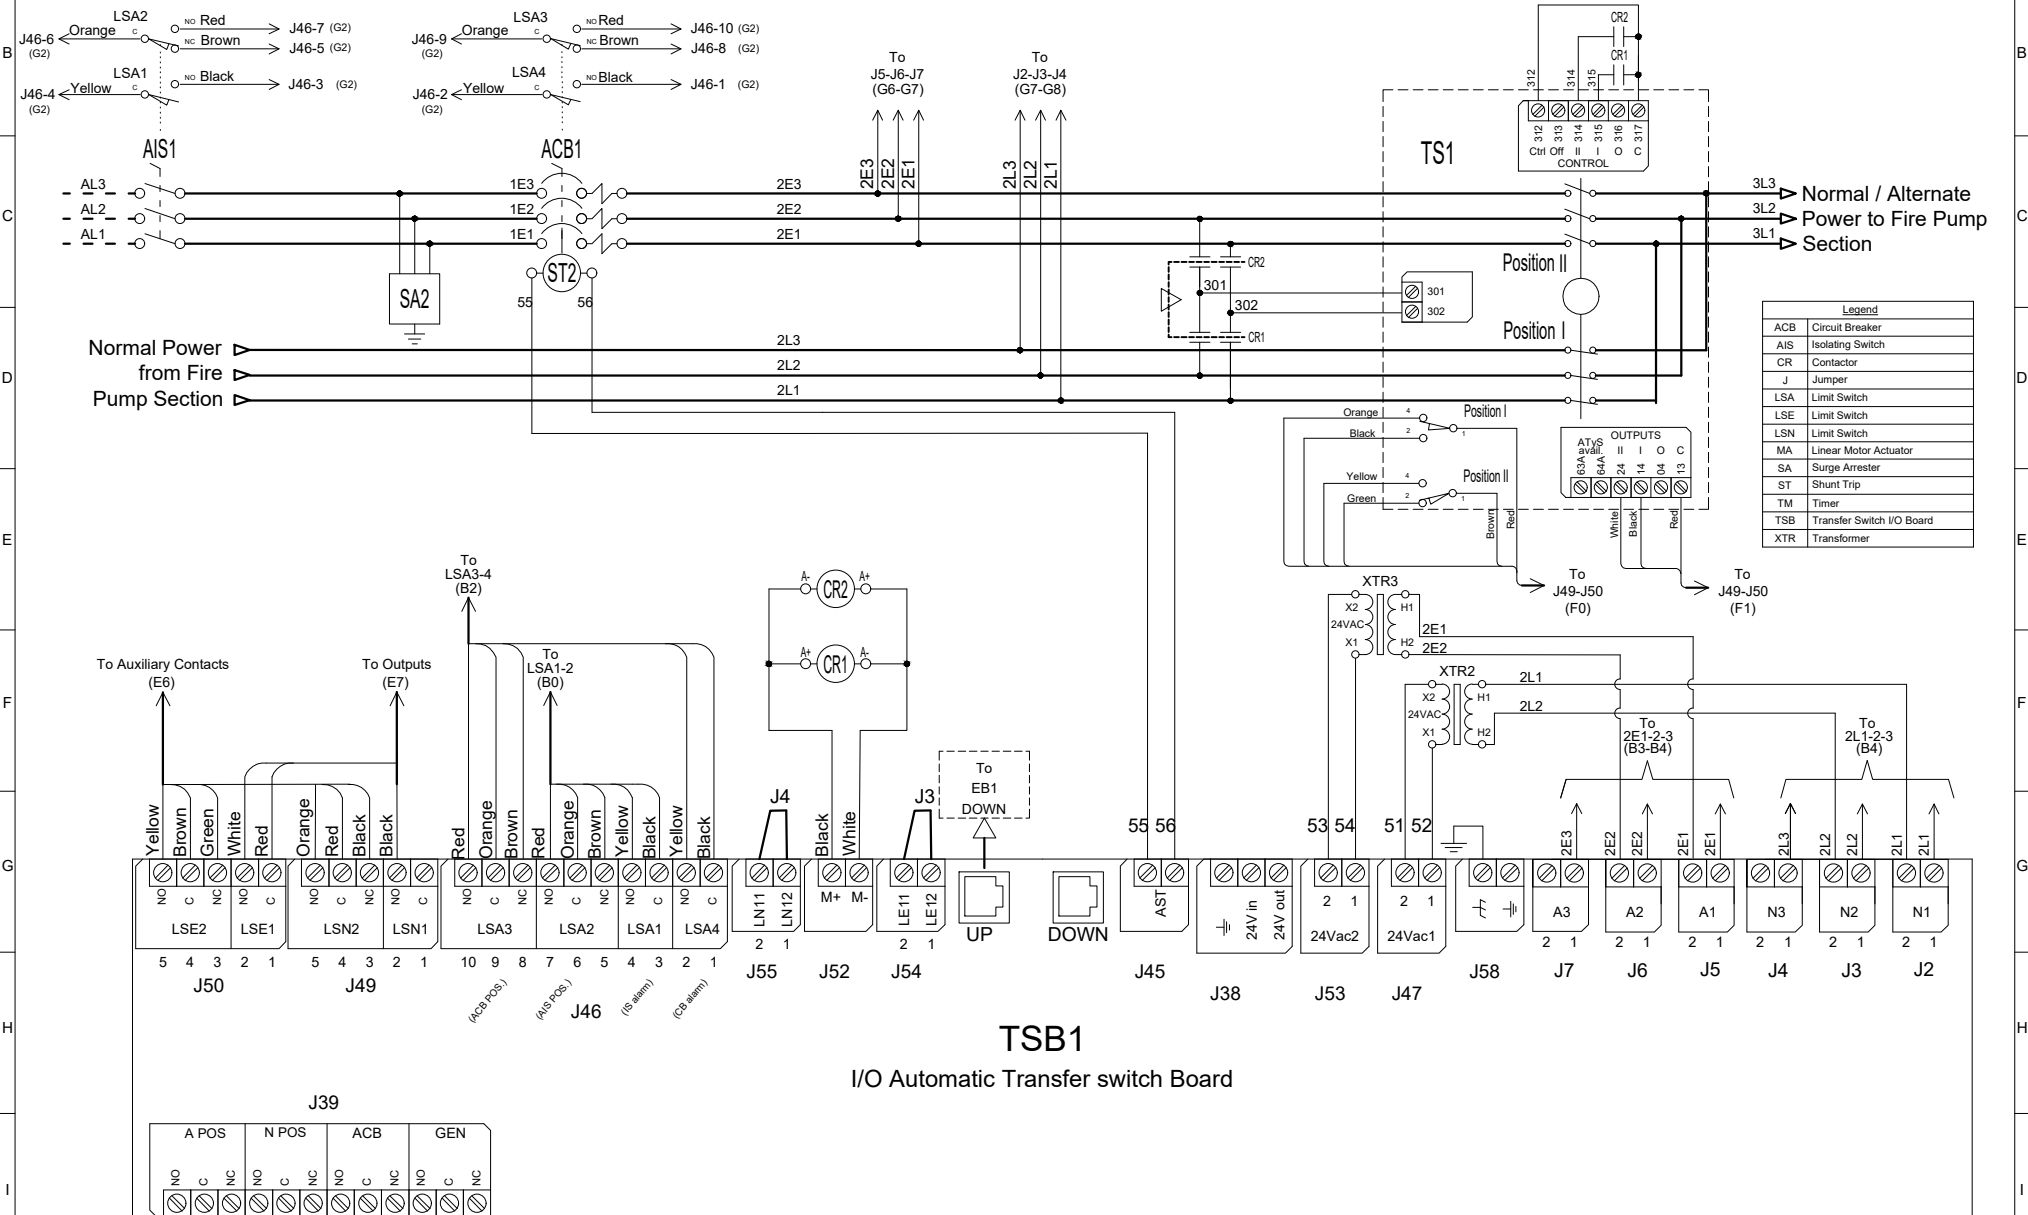 B
LSA2
J46-6
(G2)
Orange
C
NO Red
J46-7 (G2)
NC Brown
J46-5 (G2)
LSA1
J46-4
(G2)
Yellow
C
NO Black
J46-3 (G2)
LSA3
J46-9
(G2)
Orange
C
NO Red
J46-10 (G2)
NC Brown
J46-8 (G2)
LSA4
J46-2
(G2)
Yellow
C
NO Black
J46-1 (G2)
To
J5-J6-J7
(G6-G7)
To
J2-J3-J4
(G7-G8)
CR2
CR1
312
314
315
B
312 313 314 315 316 317
Ctrl Off II I O C
CONTROL
TS1
AIS1
ACB1
2E3
2E2
2E1
2L3
2L2
2L1
C
AL3
AL2
AL1
1E3
1E2
1E1
2E3
2E2
2E1
3L3
3L2
3L1
Normal / Alternate
Power to Fire Pump
Section
C
SA2
ST2
55
56
CR2
301
302
CR1
301
302
Position II
Position I
D
Normal Power
from Fire
Pump Section
2L3
2L2
2L1
Legend
ACB Circuit Breaker
AIS Isolating Switch
CR Contactor
J Jumper
LSA Limit Switch
LSE Limit Switch
LSN Limit Switch
MA Linear Motor Actuator
SA Surge Arrester
ST Shunt Trip
TM Timer
TSB Transfer Switch I/O Board
XTR Transformer
D
Orange 4
Black 2
1
Position I
Yellow 4
Green 2
1
Position II
Brown
Red
OUTPUTS
ATyS
avail. II I O C
63A 64A 24 14 04 13
White
Black
Red
To
J49-J50
(F0)
To
J49-J50
(F1)
E
E
To
LSA3-4
(B2)
A- CR2 A+
A+ CR1 A-
XTR3
X2 H1
24VAC
X1 H2
2E1
2E2
XTR2
X2 H1
24VAC
X1 H2
2L1
2L2
F
To Auxiliary Contacts
(E6)
To Outputs
(E7)
To
LSA1-2
(B0)
To
2E1-2-3
(B3-B4)
To
2L1-2-3
(B4)
F
To
EB1
DOWN
J4
J3
G
Yellow
Brown
Green
White
Red
Orange
Red
Black
Black
Red
Orange
Brown
Red
Orange
Brown
Yellow
Black
Yellow
Black
Black
White
55 56
53 54
51 52
2E3
2E2
2E2
2E1
2E1
2L3
2L2
2L2
2L1
2L1
G
NO C NC
LSE2 LSE1
5 4 3 2 1
J50
NO C NC
LSN2 LSN1
5 4 3 2 1
J49
NO C NC NO C NC NO C NO C
LSA3 LSA2 LSA1 LSA4
10 9 8 7 6 5 4 3 2 1
(ACB POS.)
(AIS POS.)
(IS alarm)
(CB alarm)
J46
LN11 LN12
2 1
J55
M+ M-
J52
LE11 LE12
2 1
J54
UP
DOWN
AST
J45
24V in
24V out
J38
2 1
24Vac2
J53
2 1
24Vac1
J47
J58
A3
2 1
J7
A2
2 1
J6
A1
2 1
J5
N3
2 1
J4
N2
2 1
J3
N1
2 1
J2
H
H
TSB1
I/O Automatic Transfer switch Board
J39
A POS N POS ACB GEN
NO C NC NO C NC NO C NC NO C NC
I
I